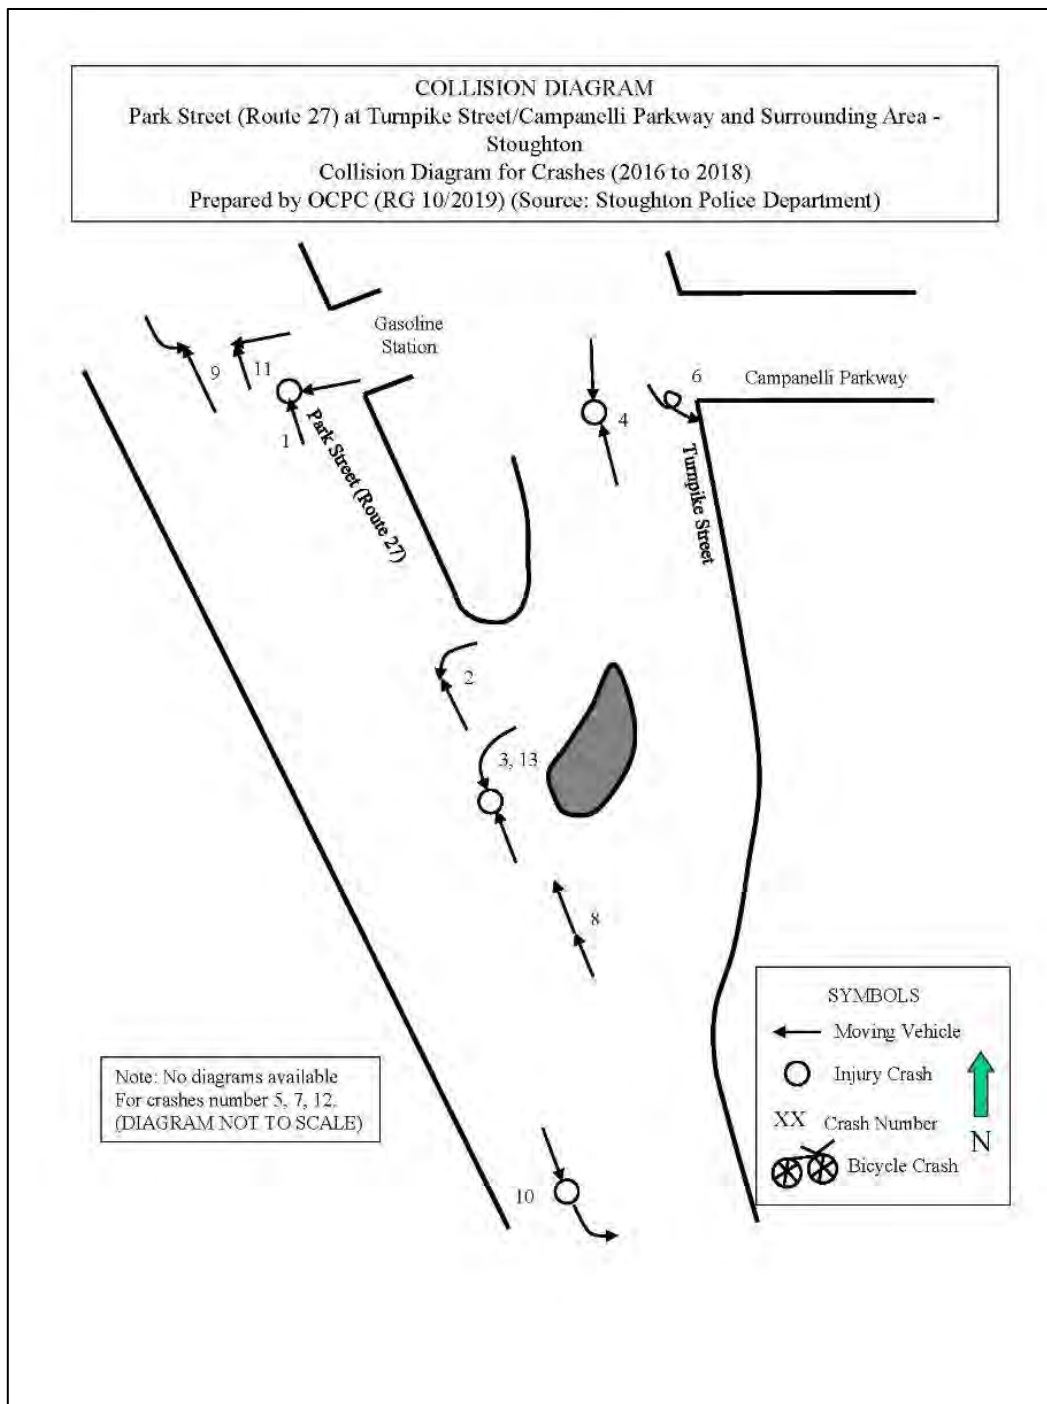 COLLISION DIAGRAM
Park Street (Route 27) at Turnpike Street/Campanelli Parkway and Surrounding Area -
Stoughton
Collision Diagram for Crashes (2016 to 2018)
Prepared by OCPC (RG 10/2019) (Source: Stoughton Police Department)
Gasoline
Station
9
11
1
Park Street (Route 27)
4
6
Campanelli Parkway
Turnpike Street
2
3, 13
8
Note: No diagrams available
For crashes number 5, 7, 12.
(DIAGRAM NOT TO SCALE)
10
SYMBOLS
Moving Vehicle
Injury Crash
XX Crash Number
Bicycle Crash
N